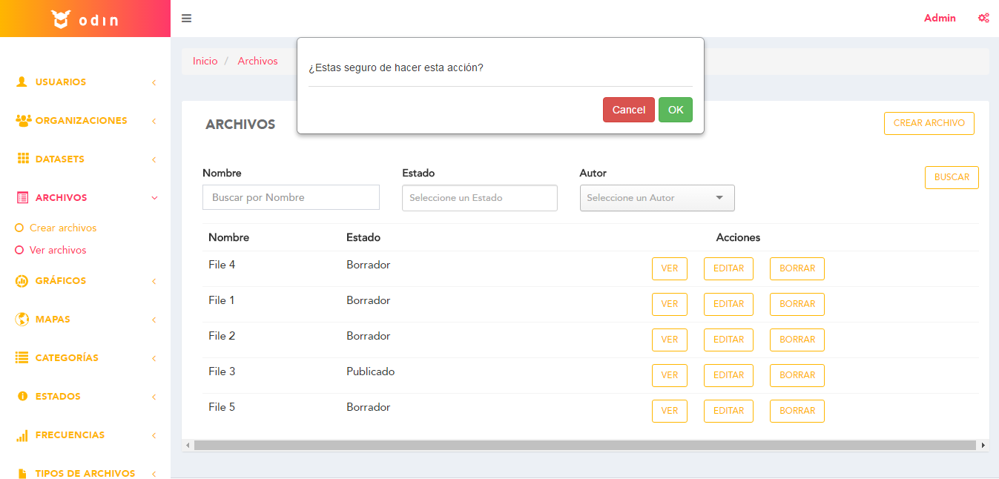 odin
Admin
Inicio / Archivos
¿Estas seguro de hacer esta acción?
Cancel OK
USUARIOS
ORGANIZACIONES
DATASETS
ARCHIVOS
Crear archivos
Ver archivos
GRÁFICOS
MAPAS
CATEGORÍAS
ESTADOS
FRECUENCIAS
TIPOS DE ARCHIVOS
ARCHIVOS
CREAR ARCHIVO
Nombre Estado Autor
Buscar por Nombre Seleccione un Estado Seleccione un Autor
BUSCAR
Nombre Estado Acciones
File 4 Borrador VER EDITAR BORRAR
File 1 Borrador VER EDITAR BORRAR
File 2 Borrador VER EDITAR BORRAR
File 3 Publicado VER EDITAR BORRAR
File 5 Borrador VER EDITAR BORRAR